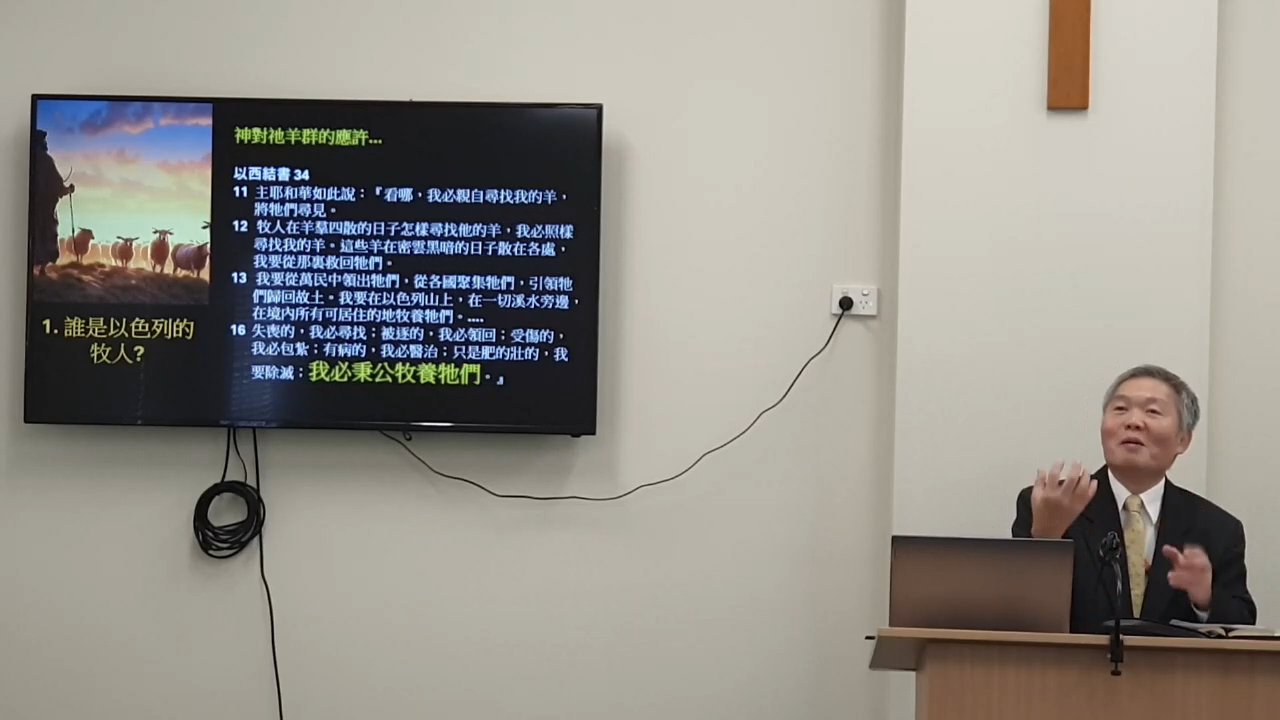 神對祂羊群的應許...
以西結書 34
11 主耶和華如此說：『看哪，我必親自尋找我的羊，
將牠們尋見。
12 牧人在羊羣四散的日子怎樣尋找他的羊，我必照樣
尋找我的羊。這些羊在密雲黑暗的日子散在各處，
我要從那裏救回牠們。
13 我要從萬民中領出牠們，從各國聚集牠們，引領牠
們歸回故土。我要在以色列山上，在一切溪水旁邊，
在境內所有可居住的地牧養牠們。....
16 失喪的，我必尋找；被逐的，我必領回；受傷的，
我必包紮；有病的，我必醫治；只是肥的壯的，我
要除滅；我必秉公牧養牠們。』
1. 誰是以色列的
牧人?